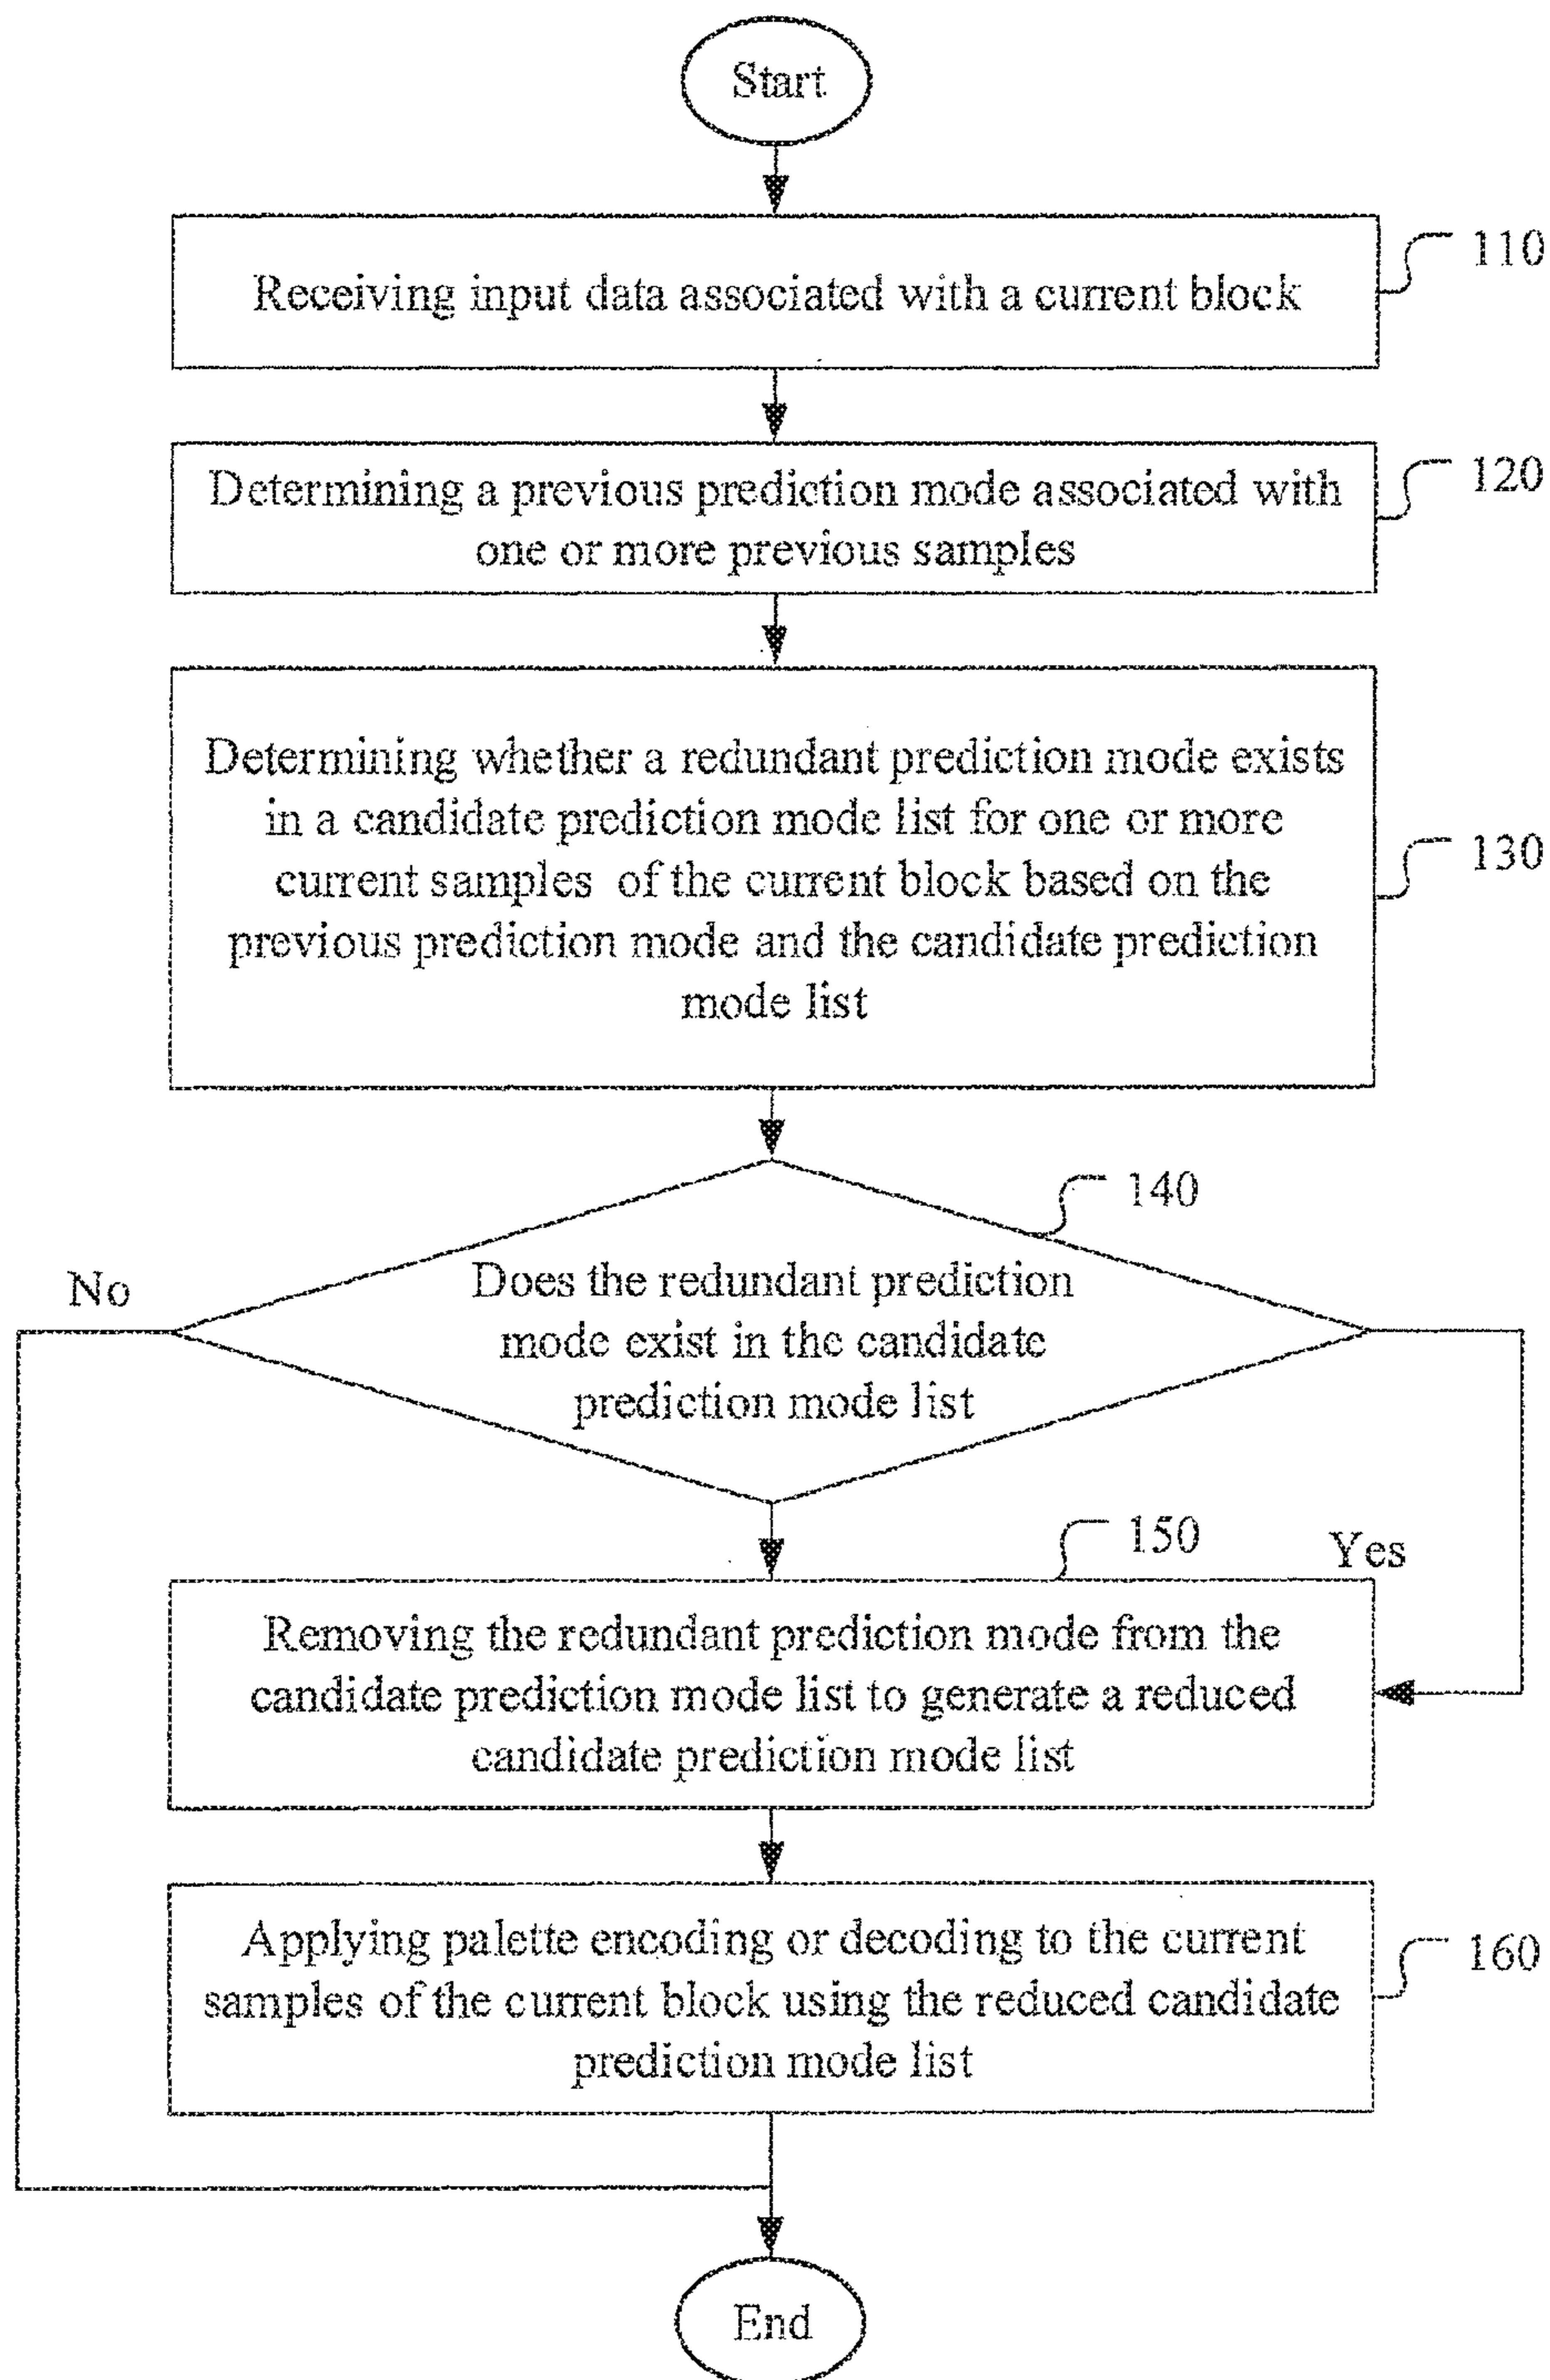 Start
Receiving input data associated with a current block
110
Determining a previous prediction mode associated with
one or more previous samples
120
Determining whether a redundant prediction mode exists
in a candidate prediction mode list for one or more
current samples of the current block based on the
previous prediction mode and the candidate prediction
mode list
130
140
No
Does the redundant prediction
mode exist in the candidate
prediction mode list
150
Yes
Removing the redundant prediction mode from the
candidate prediction mode list to generate a reduced
candidate prediction mode list
Applying palette encoding or decoding to the current
samples of the current block using the reduced candidate
prediction mode list
160
End